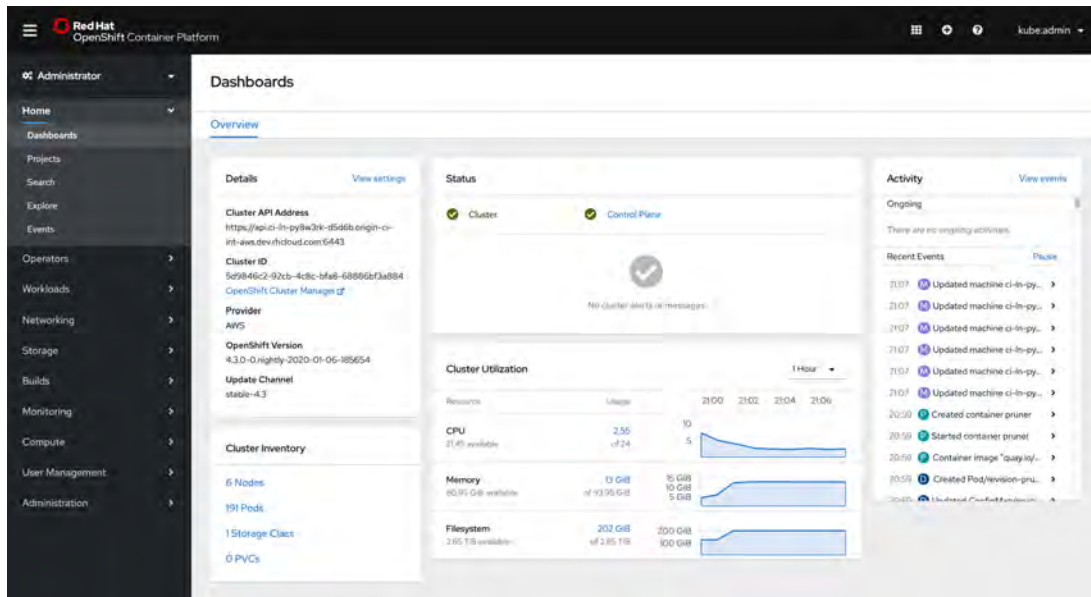 Red Hat
OpenShift Container Platform
kube:admin
Administrator
Dashboards
Home
Dashboards
Projects
Search
Explore
Events
Operators
Workloads
Networking
Storage
Builds
Monitoring
Compute
User Management
Administration
Overview
Details
View settings
Cluster API Address
https://api.ci-ln-py8w3rk-d5d6b.origin-ci-
int-aws.dev.rhcloud.com:6443
Cluster ID
5d9846c2-92cb-4c8c-bfa8-68886bf3a884
OpenShift Cluster Manager
Provider
AWS
OpenShift Version
4.3.0-0.nightly-2020-01-06-185654
Update Channel
stable-4.3
Cluster Inventory
6 Nodes
191 Pods
1 Storage Class
0 PVCs
Status
Cluster
Control Plane
No cluster alerts or messages
Cluster Utilization
1 Hour
Resource
Usage
21:00 21:02 21:04 21:06
CPU
21.45 available
2.55
of 24
10
5
Memory
80.95 GiB available
13 GiB
of 93.95 GiB
15 GiB
10 GiB
5 GiB
Filesystem
2.65 TiB available
202 GiB
of 2.85 TiB
200 GiB
100 GiB
Activity
View events
Ongoing
There are no ongoing activities.
Recent Events
Pause
21:07 M Updated machine ci-ln-py...
21:07 M Updated machine ci-ln-py...
21:07 M Updated machine ci-ln-py...
21:07 M Updated machine ci-ln-py...
21:07 M Updated machine ci-ln-py...
21:07 M Updated machine ci-ln-py...
20:59 P Created container pruner
20:59 P Started container pruner
20:59 P Container image "quay.io/...
20:59 D Created Pod/revision-pru...